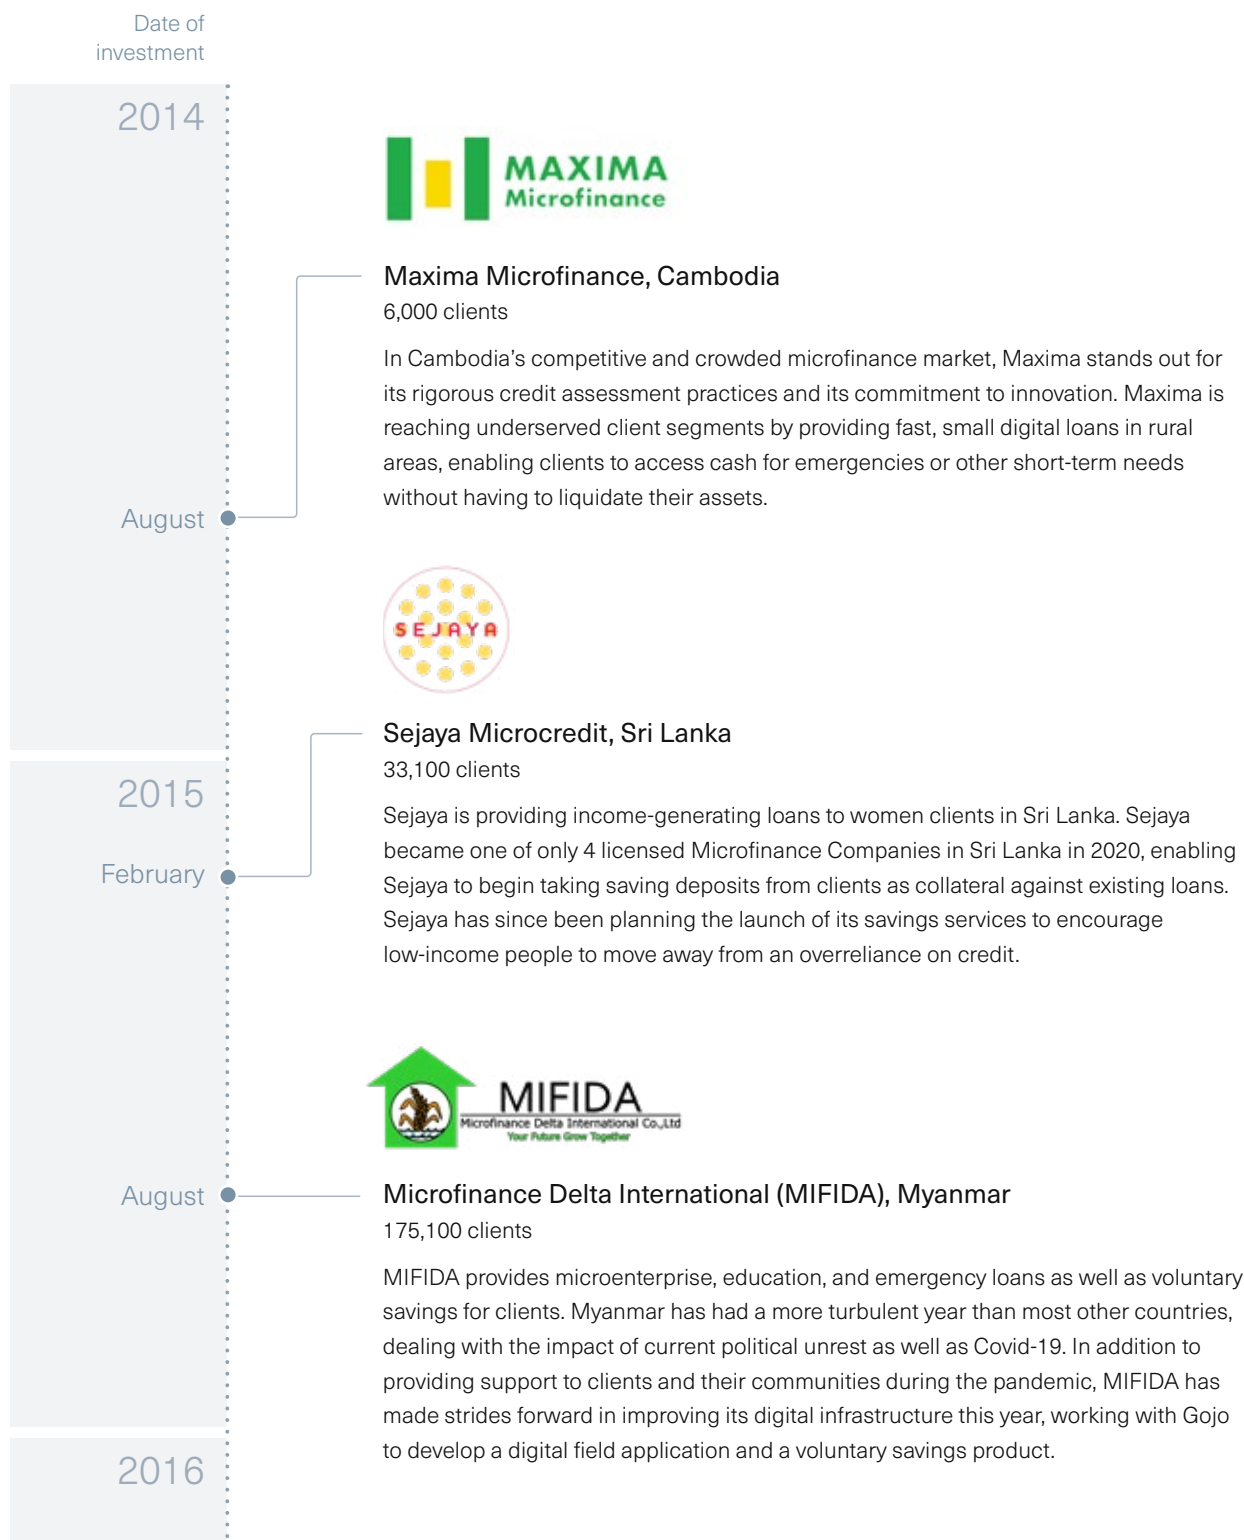 Date of
investment
2014
MAXIMA
Microfinance
Maxima Microfinance, Cambodia
6,000 clients
In Cambodia's competitive and crowded microfinance market, Maxima stands out for
its rigorous credit assessment practices and its commitment to innovation. Maxima is
reaching underserved client segments by providing fast, small digital loans in rural
areas, enabling clients to access cash for emergencies or other short-term needs
without having to liquidate their assets.
August
SEJAYA
Sejaya Microcredit, Sri Lanka
33,100 clients
2015
Sejaya is providing income-generating loans to women clients in Sri Lanka. Sejaya
became one of only 4 licensed Microfinance Companies in Sri Lanka in 2020, enabling
February
Sejaya to begin taking saving deposits from clients as collateral against existing loans.
Sejaya has since been planning the launch of its savings services to encourage
low-income people to move away from an overreliance on credit.
MIFIDA
Microfinance Delta International Co.,Ltd
Your Future Grow Together
August
Microfinance Delta International (MIFIDA), Myanmar
175,100 clients
MIFIDA provides microenterprise, education, and emergency loans as well as voluntary
savings for clients. Myanmar has had a more turbulent year than most other countries,
dealing with the impact of current political unrest as well as Covid-19. In addition to
providing support to clients and their communities during the pandemic, MIFIDA has
made strides forward in improving its digital infrastructure this year, working with Gojo
to develop a digital field application and a voluntary savings product.
2016